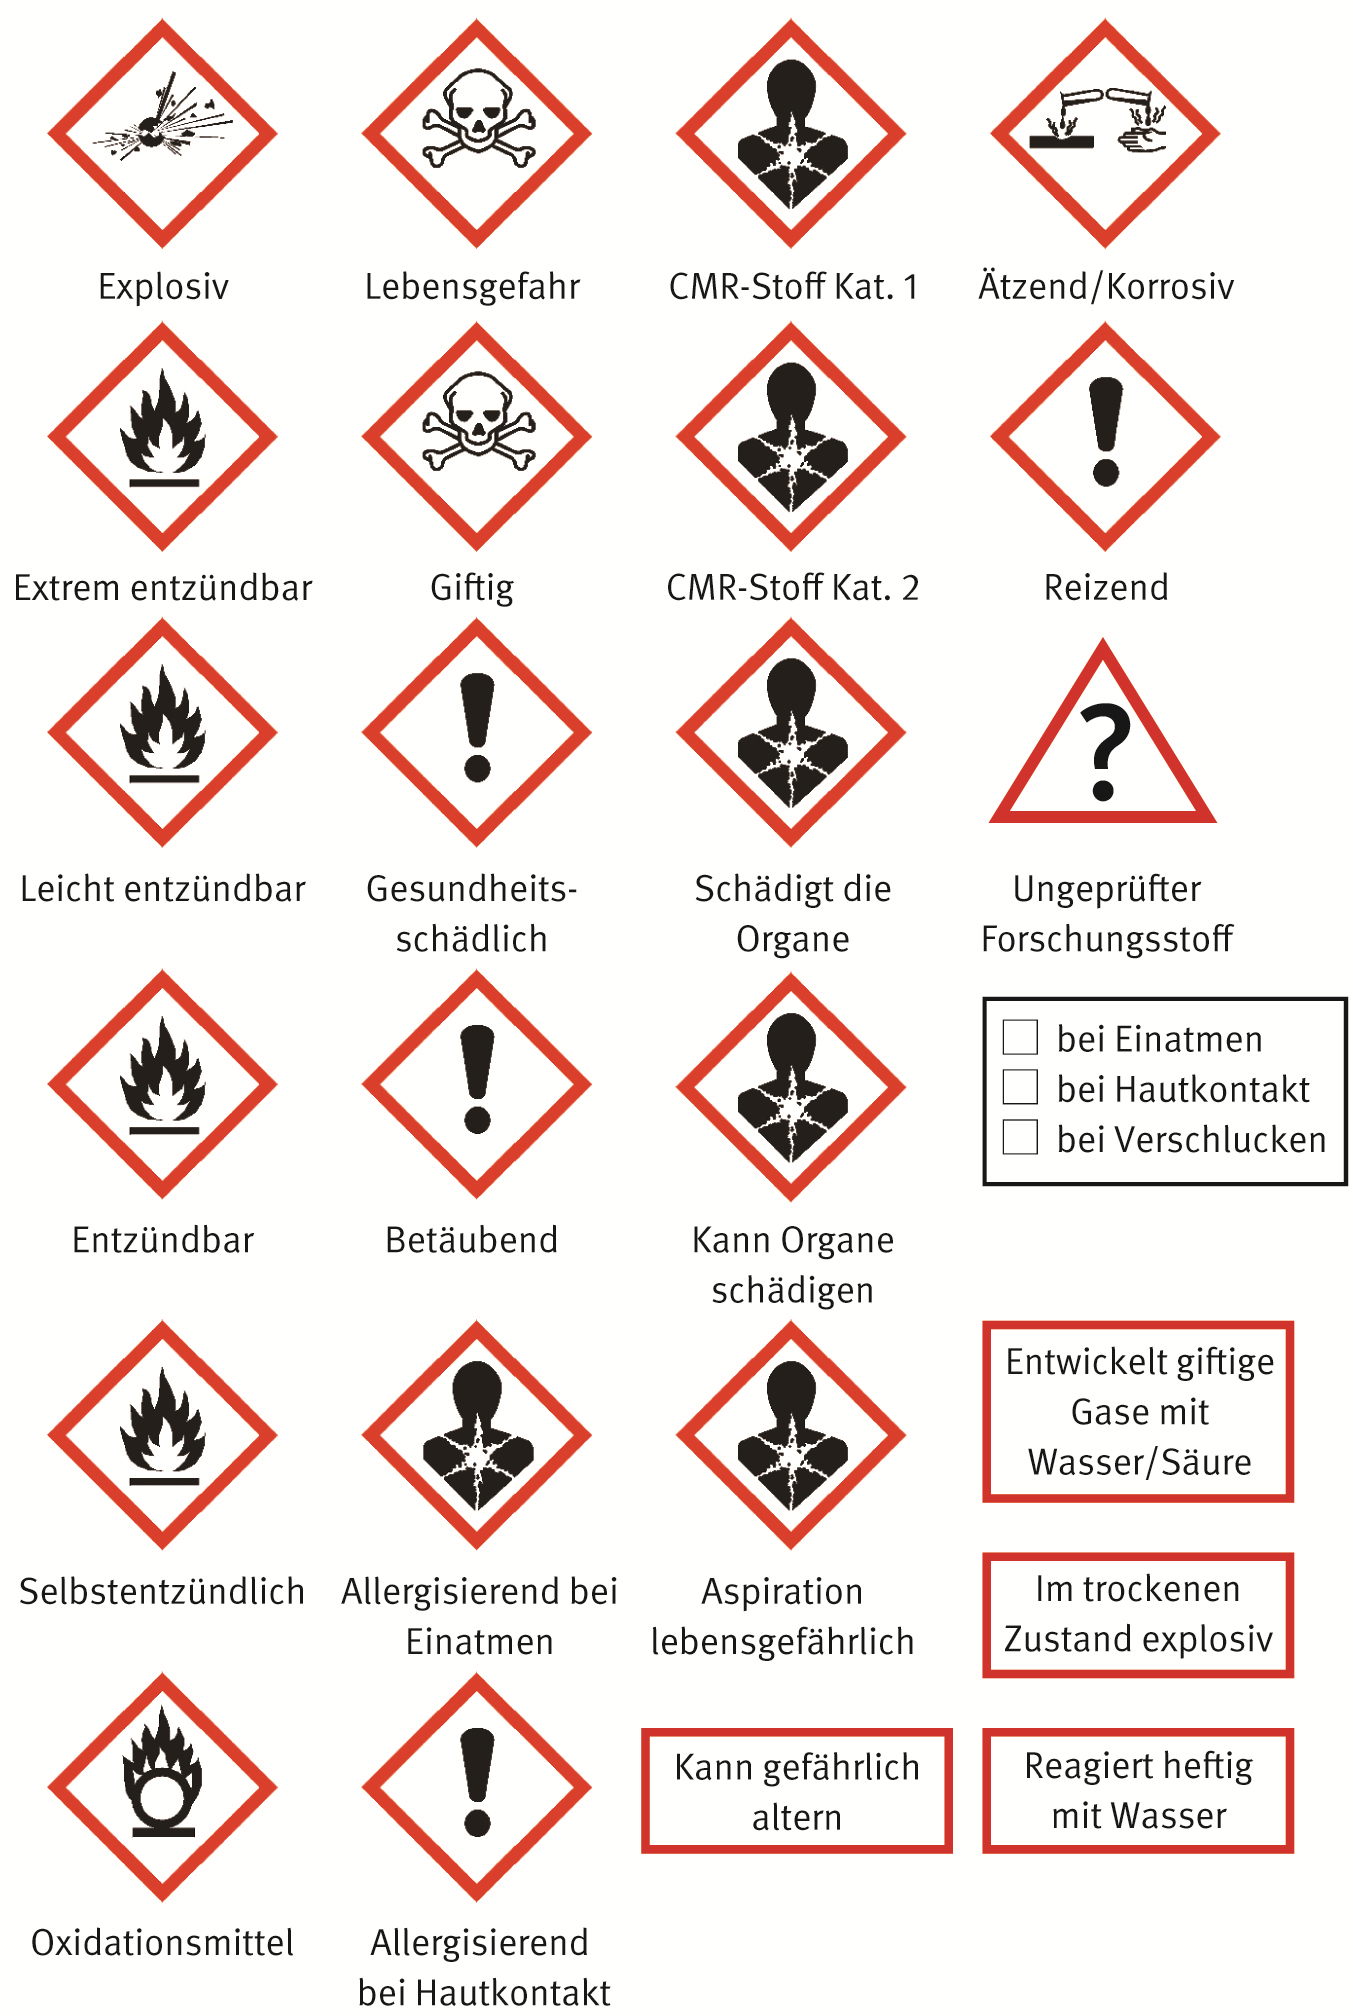 Explosiv
Lebensgefahr
CMR-Stoff Kat. 1
Ätzend/Korrosiv
Extrem entzündbar
Giftig
CMR-Stoff Kat. 2
Reizend
?
Leicht entzündbar
Gesundheits-
schädlich
Schädigt die
Organe
Ungeprüfter
Forschungsstoff
bei Einatmen
bei Hautkontakt
bei Verschlucken
Entzündbar
Betäubend
Kann Organe
schädigen
Entwickelt giftige
Gase mit
Wasser/Säure
Selbstentzündlich
Allergisierend bei
Einatmen
Aspiration
lebensgefährlich
Im trockenen
Zustand explosiv
Kann gefährlich
altern
Reagiert heftig
mit Wasser
Oxidationsmittel
Allergisierend
bei Hautkontakt